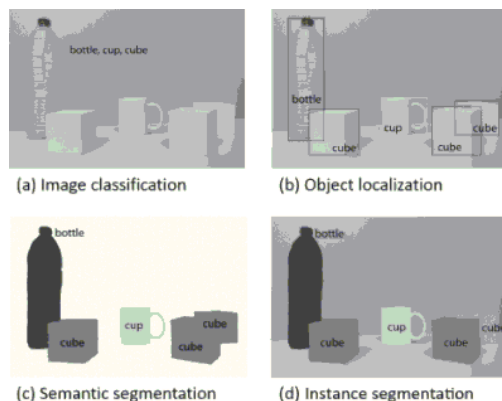 bottle, cup, cube
(a) Image classification
bottle
cup
cube
cube
cube
(b) Object localization
bottle
cup
cube
cube
cube
(c) Semantic segmentation
bottle
cup
cube
cube
cube
(d) Instance segmentation